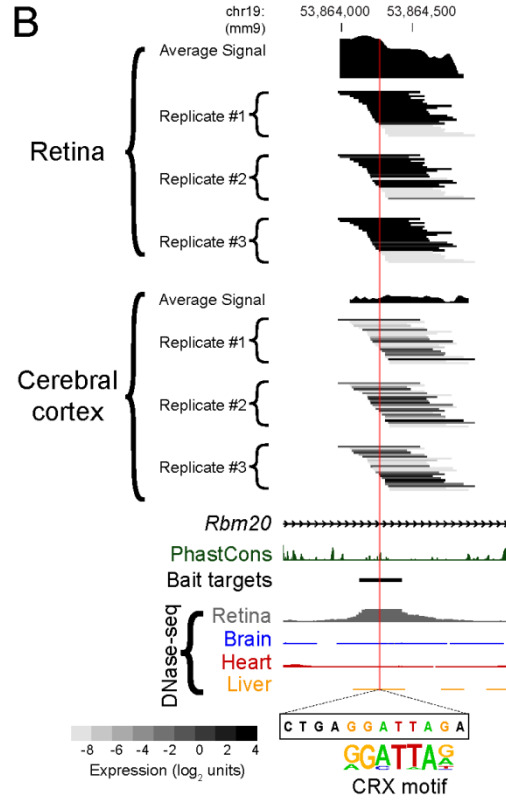 B
chr19: 53,864,000 53,864,500
(mm9)
Retina
Average Signal
Replicate #1
Replicate #2
Replicate #3
Cerebral
cortex
Average Signal
Replicate #1
Replicate #2
Replicate #3
Rbm20
PhastCons
Bait targets
DNase-seq
Retina
Brain
Heart
Liver
C T G A G G A T T A G A
GGATTAG
CRX motif
-8 -6 -4 -2 0 2 4
Expression (log2 units)